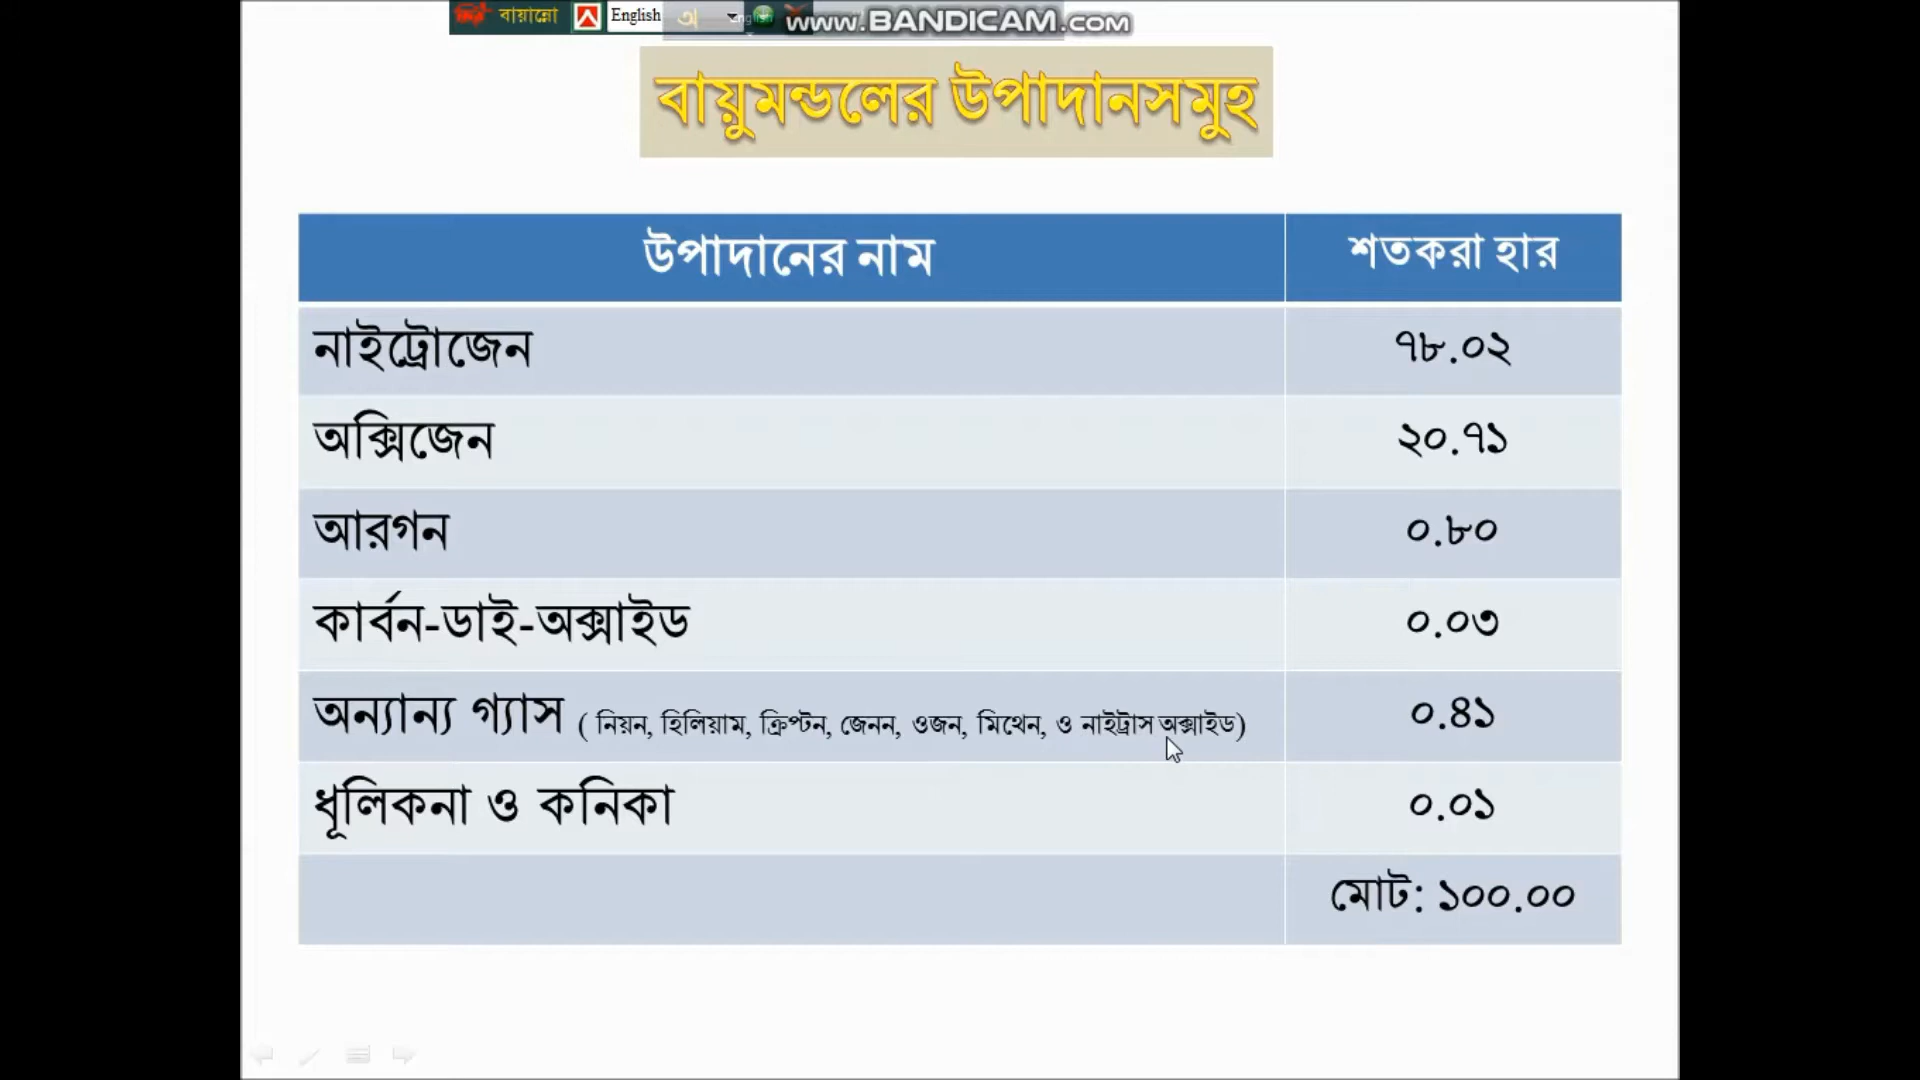 বায়ান্নো English অ English www.BANDICAM.com
বায়ুমন্ডলের উপাদানসমুহ
উপাদানের নাম শতকরা হার
নাইট্রোজেন ৭৮.০২
অক্সিজেন ২০.৭১
আরগন ০.৮০
কার্বন-ডাই-অক্সাইড ০.০৩
অন্যান্য গ্যাস ( নিয়ন, হিলিয়াম, ক্রিপ্টন, জেনন, ওজন, মিথেন, ও নাইট্রাস অক্সাইড) ০.৪১
ধূলিকনা ও কনিকা ০.০১
মোট: ১০০.০০